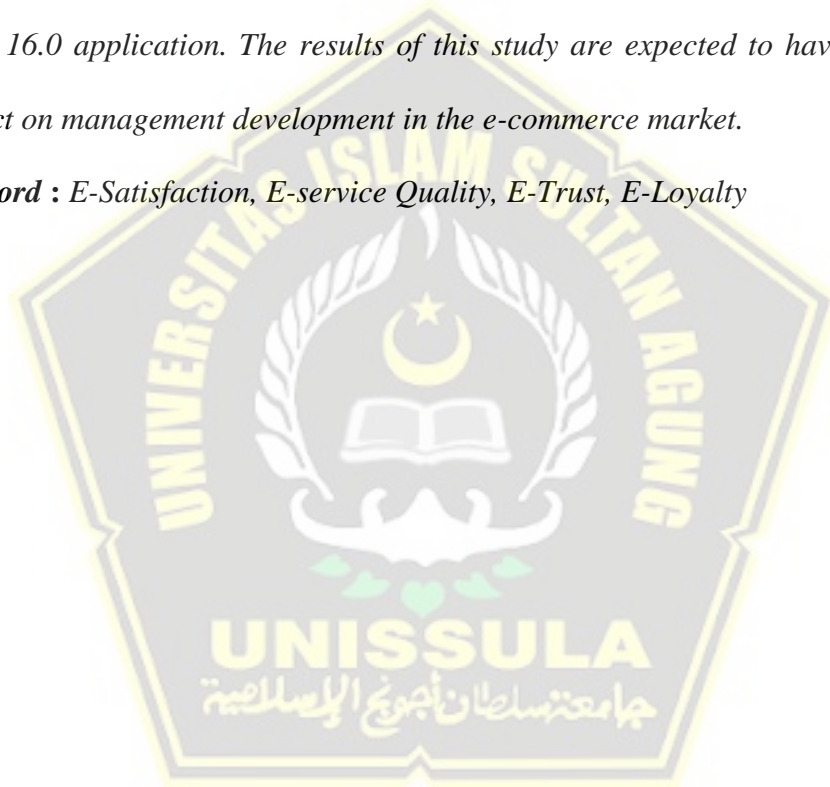 16.0 application. The results of this study are expected to hav
ct on management development in the e-commerce market.
ord : E-Satisfaction, E-service Quality, E-Trust, E-Loyalty
UNIVERSITAS ISLAM SULTAN AGUNG
UNISSULA
جامعة سلطان أجونج الإسلامية